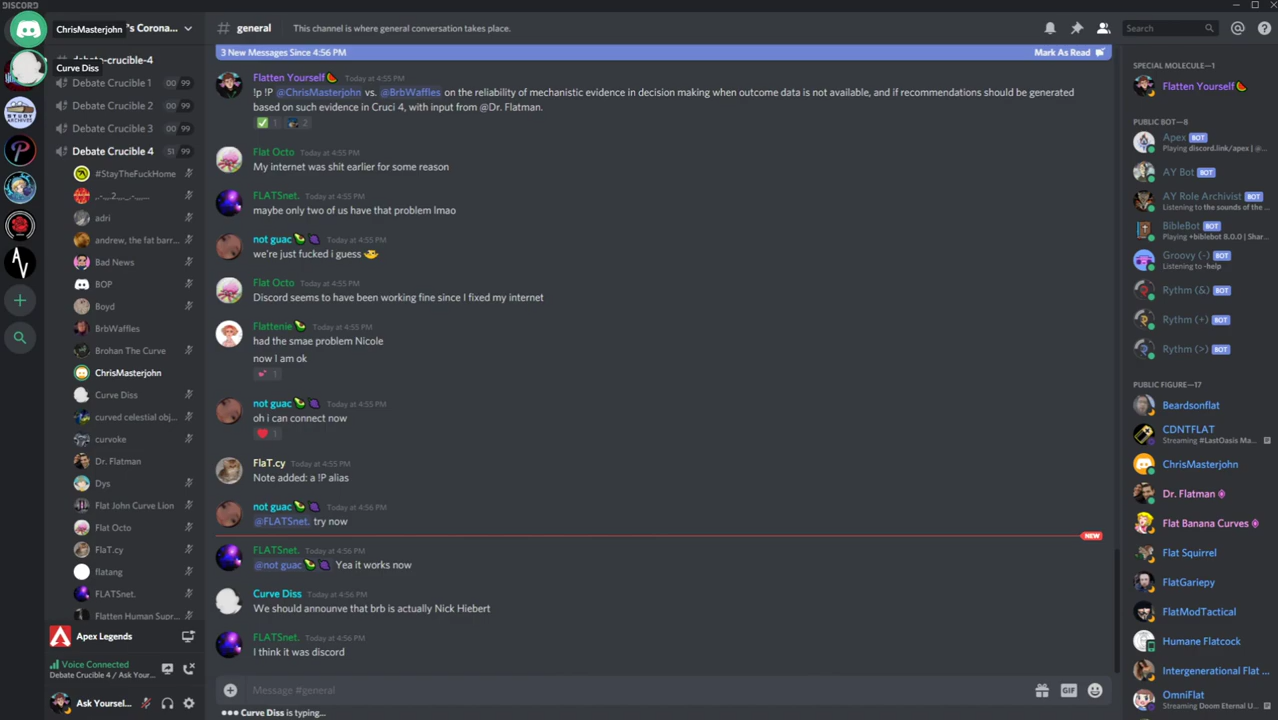 DISCORD
ChrisMasterjohn
's Corona...
Curve Diss
debate-crucible-4
Debate Crucible 1 00 99
Debate Crucible 2 00 99
Debate Crucible 3 00 99
Debate Crucible 4 51 99
#StayTheFuckHome
adri
andrew, the fat barr...
Bad News
BOP
Boyd
BrbWaffles
Brohan The Curve
ChrisMasterjohn
Curve Diss
curved celestial obj...
curvoke
Dr. Flatman
Dys
Flat John Curve Lion
Flat Octo
FlaT.cy
flatang
FLATSnet.
Flatten Human Supr...
Apex Legends
Voice Connected
Debate Crucible 4 / Ask Your...
Ask Yoursel...
# general
This channel is where general conversation takes place.
Search
3 New Messages Since 4:56 PM
Mark As Read
Flatten Yourself🍉 Today at 4:55 PM
!p !P @ChrisMasterjohn vs. @BrbWaffles on the reliability of mechanistic evidence in decision making when outcome data is not available, and if recommendations should be generated
based on such evidence in Cruci 4, with input from @Dr. Flatman.
✅ 1 2
Flat Octo Today at 4:55 PM
My internet was shit earlier for some reason
FLATSnet. Today at 4:55 PM
maybe only two of us have that problem lmao
not guac🥑🍠 Today at 4:55 PM
we're just fucked i guess 🤠
Flat Octo Today at 4:55 PM
Discord seems to have been working fine since I fixed my internet
Flattenie🥑 Today at 4:55 PM
had the smae problem Nicole
now I am ok
💕 1
not guac🥑🍠 Today at 4:55 PM
oh i can connect now
❤️ 1
FlaT.cy Today at 4:55 PM
Note added: a !P alias
not guac🥑🍠 Today at 4:56 PM
@FLATSnet. try now
NEW
FLATSnet. Today at 4:56 PM
@not guac🥑🍠 Yea it works now
Curve Diss Today at 4:56 PM
We should announve that brb is actually Nick Hiebert
FLATSnet. Today at 4:56 PM
I think it was discord
Message #general
GIF
Curve Diss is typing...
SPECIAL MOLECULE—1
Flatten Yourself🍉
PUBLIC BOT—8
Apex BOT
Playing discord.link/apex | @...
AY Bot BOT
AY Role Archivist BOT
Listening to the sounds of the...
BibleBot BOT
Playing +biblebot 8.0.0 | Shar...
Groovy (-) BOT
Listening to -help
Rythm (&) BOT
Rythm (+) BOT
Rythm (>) BOT
PUBLIC FIGURE—17
Beardsonflat
CDNTFLAT
Streaming #LastOasis Ma...
ChrisMasterjohn
Dr. Flatman
Flat Banana Curves
Flat Squirrel
FlatGariepy
FlatModTactical
Humane Flatcock
Intergenerational Flat ...
OmniFlat
Streaming Doom Eternal U...